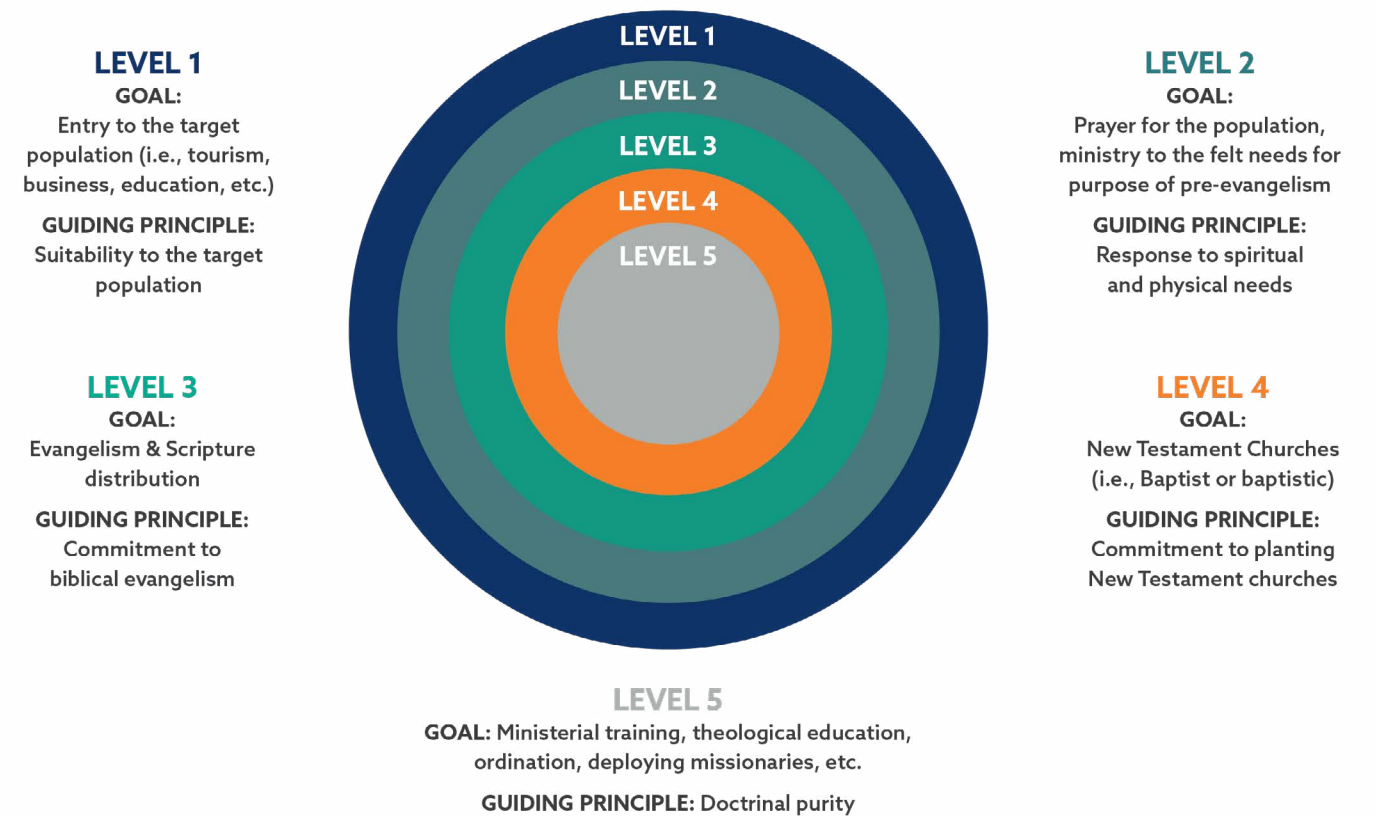 LEVEL 1
LEVEL 2
LEVEL 3
LEVEL 4
LEVEL 5
LEVEL 1
GOAL:
Entry to the target
population (i.e., tourism,
business, education, etc.)
GUIDING PRINCIPLE:
Suitability to the target
population
LEVEL 2
GOAL:
Prayer for the population,
ministry to the felt needs for
purpose of pre-evangelism
GUIDING PRINCIPLE:
Response to spiritual
and physical needs
LEVEL 3
GOAL:
Evangelism & Scripture
distribution
GUIDING PRINCIPLE:
Commitment to
biblical evangelism
LEVEL 4
GOAL:
New Testament Churches
(i.e., Baptist or baptistic)
GUIDING PRINCIPLE:
Commitment to planting
New Testament churches
LEVEL 5
GOAL: Ministerial training, theological education,
ordination, deploying missionaries, etc.
GUIDING PRINCIPLE: Doctrinal purity